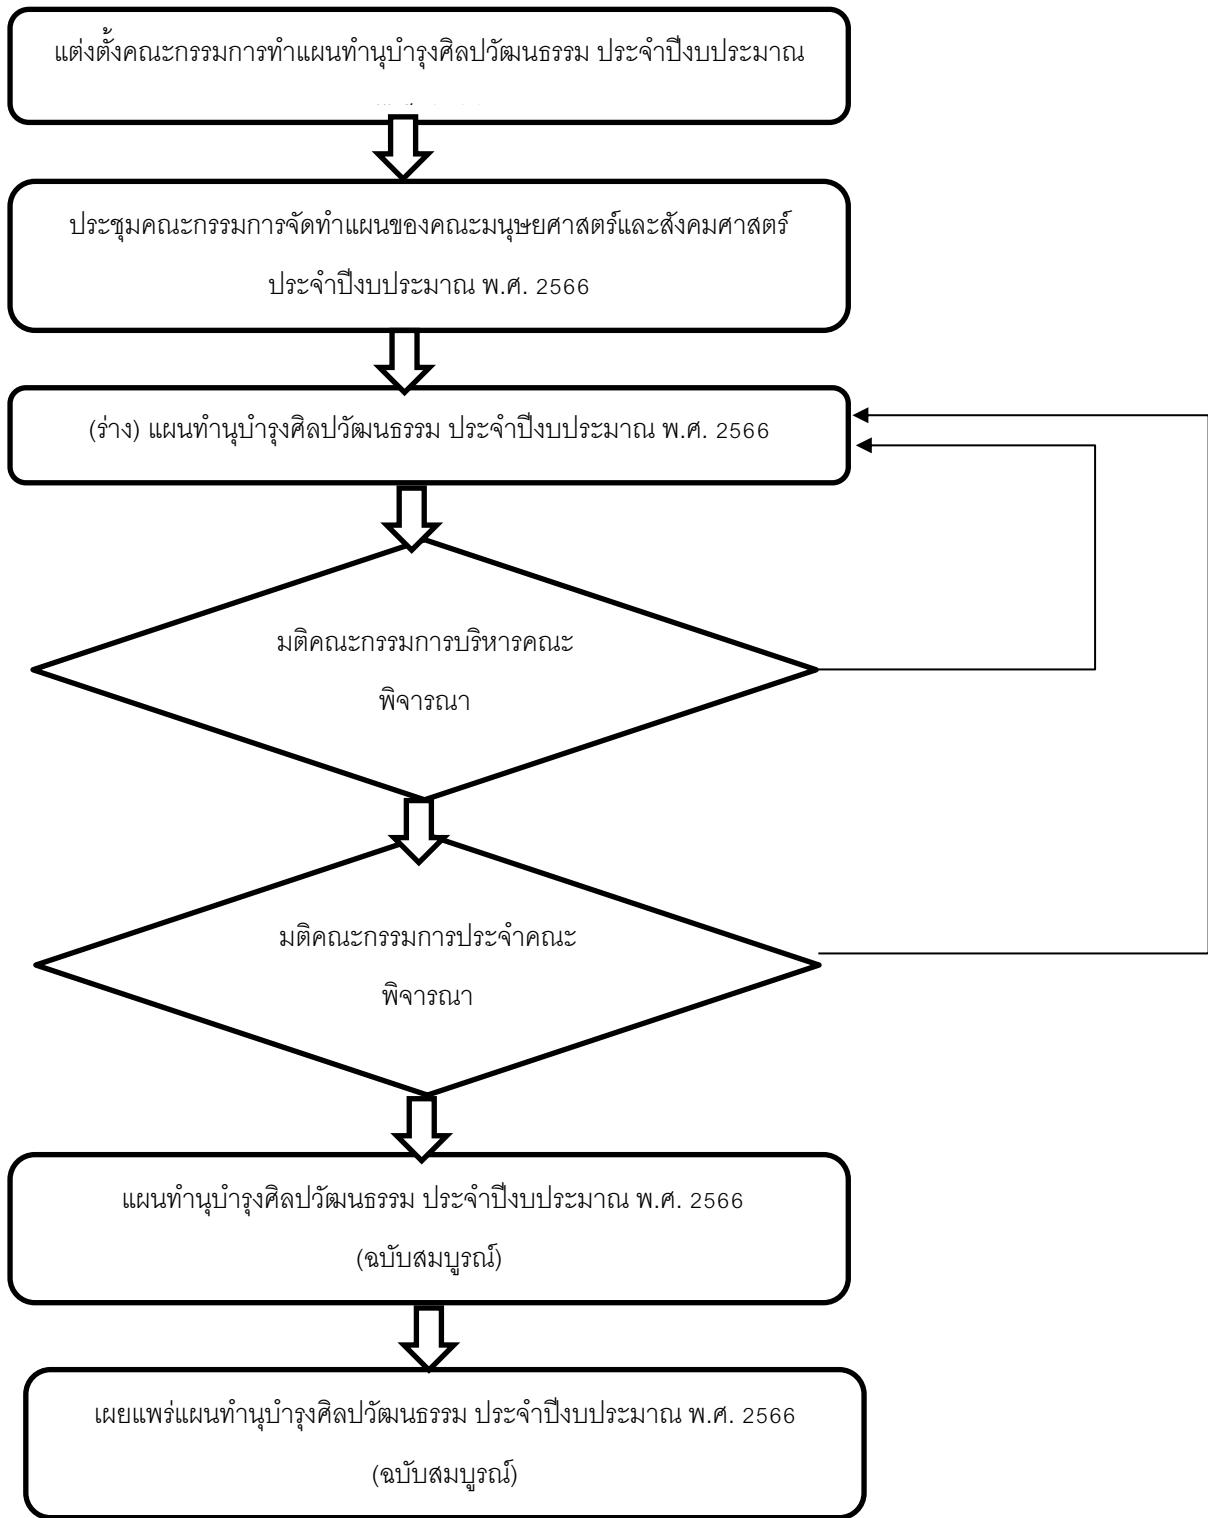 แต่งตั้งคณะกรรมการทำแผนทำนุบำรุงศิลปวัฒนธรรม ประจำปีงบประมาณ
ประชุมคณะกรรมการจัดทำแผนของคณะมนุษยศาสตร์และสังคมศาสตร์
ประจำปีงบประมาณ พ.ศ. 2566
(ร่าง) แผนทำนุบำรุงศิลปวัฒนธรรม ประจำปีงบประมาณ พ.ศ. 2566
มติคณะกรรมการบริหารคณะ
พิจารณา
มติคณะกรรมการประจำคณะ
พิจารณา
แผนทำนุบำรุงศิลปวัฒนธรรม ประจำปีงบประมาณ พ.ศ. 2566
(ฉบับสมบูรณ์)
เผยแพร่แผนทำนุบำรุงศิลปวัฒนธรรม ประจำปีงบประมาณ พ.ศ. 2566
(ฉบับสมบูรณ์)